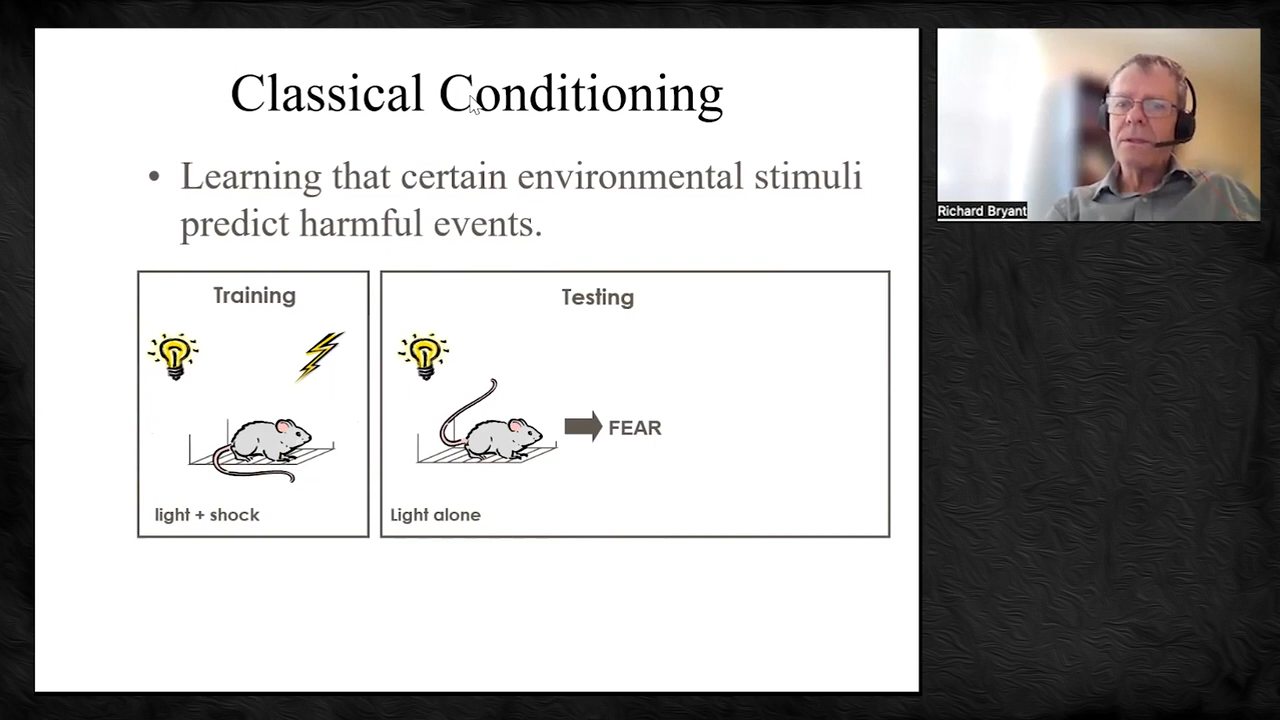 Classical Conditioning
• Learning that certain environmental stimuli
predict harmful events.
Training
light + shock
Testing
FEAR
Light alone
Richard Bryant